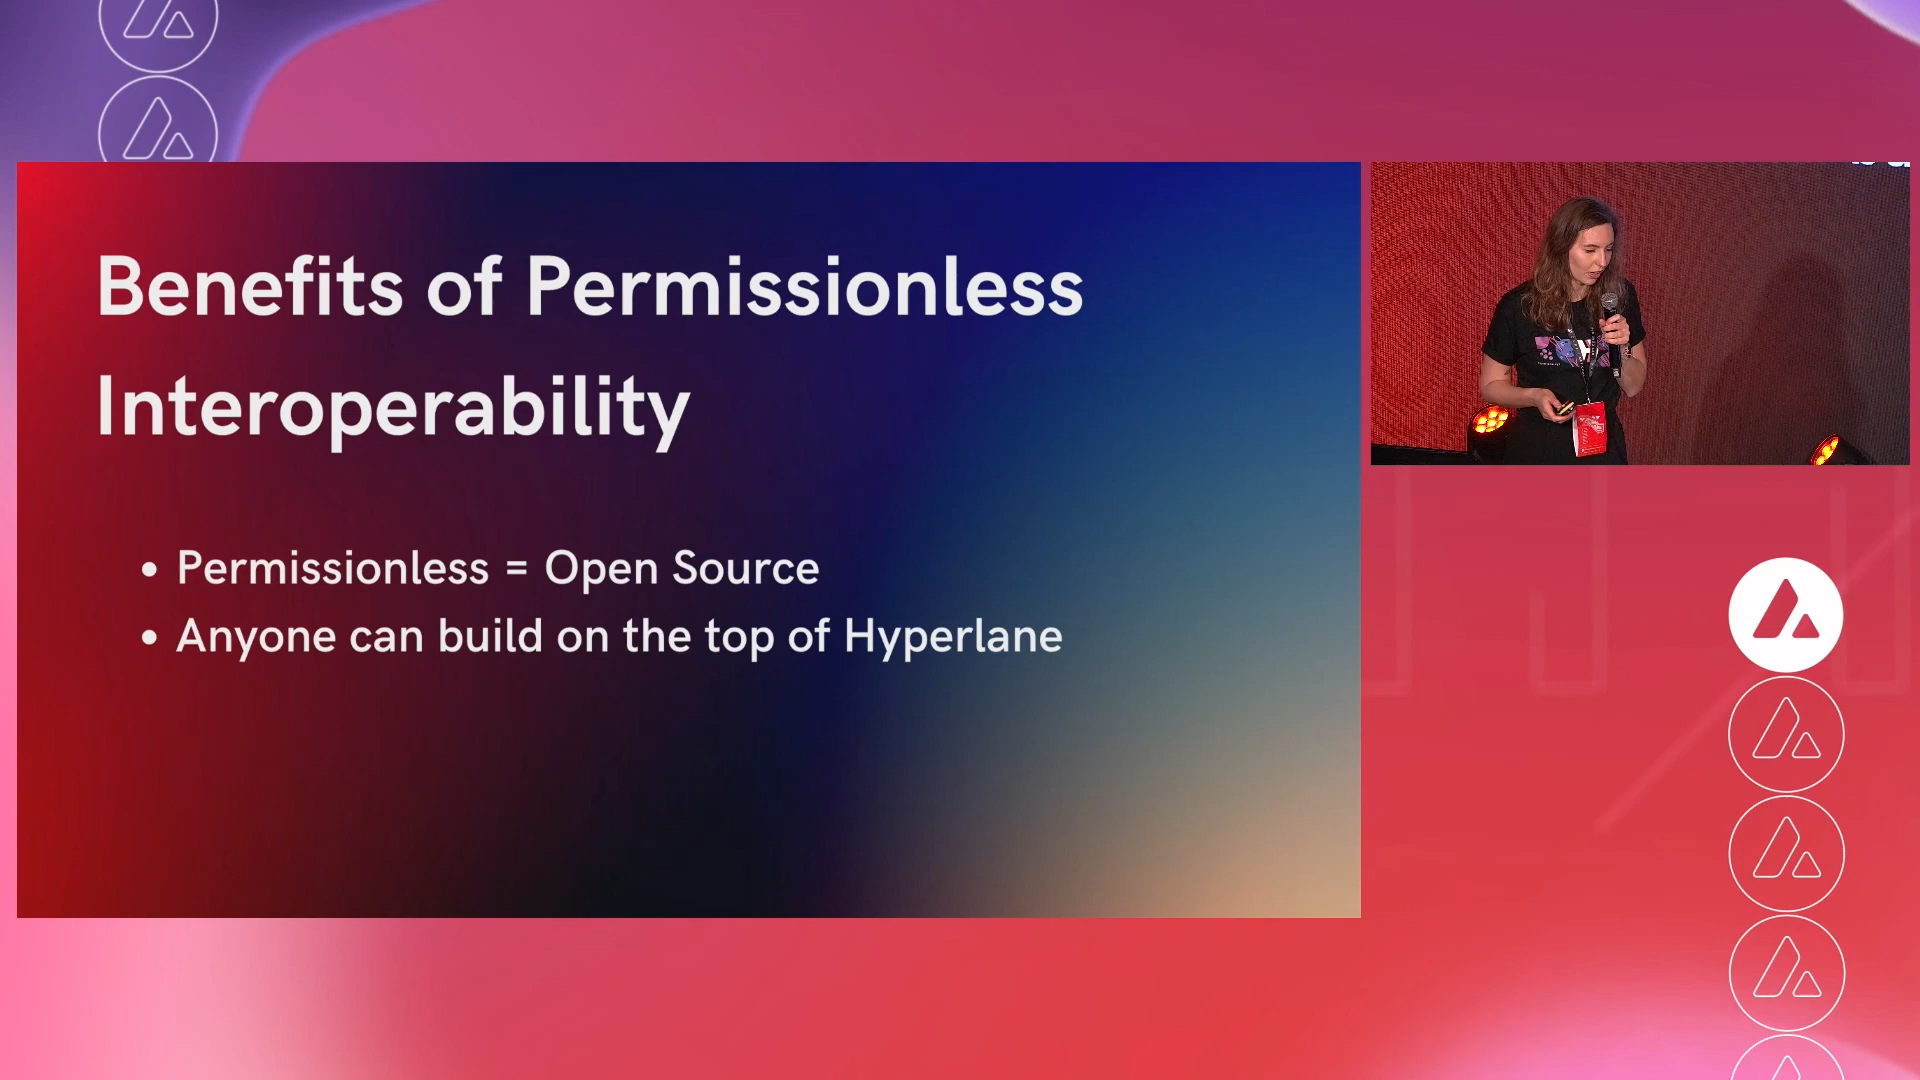 Benefits of Permissionless
Interoperability
• Permissionless = Open Source
• Anyone can build on the top of Hyperlane